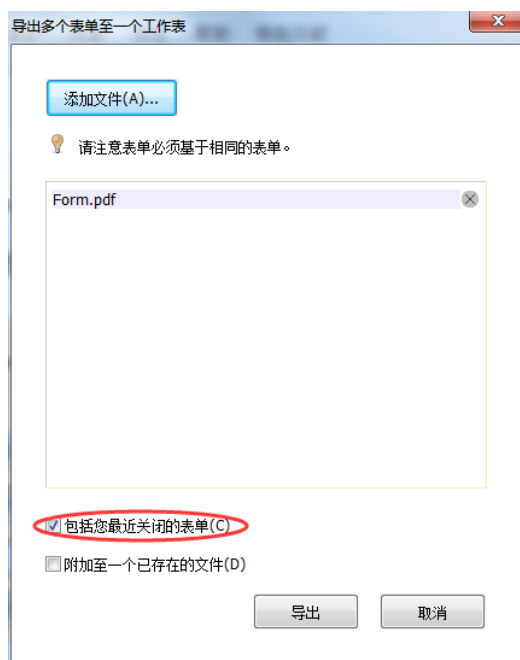 导出多个表单至一个工作表
添加文件(A)...
请注意表单必须基于相同的表单。
Form.pdf
包括您最近关闭的表单(C)
附加至一个已存在的文件(D)
导出
取消